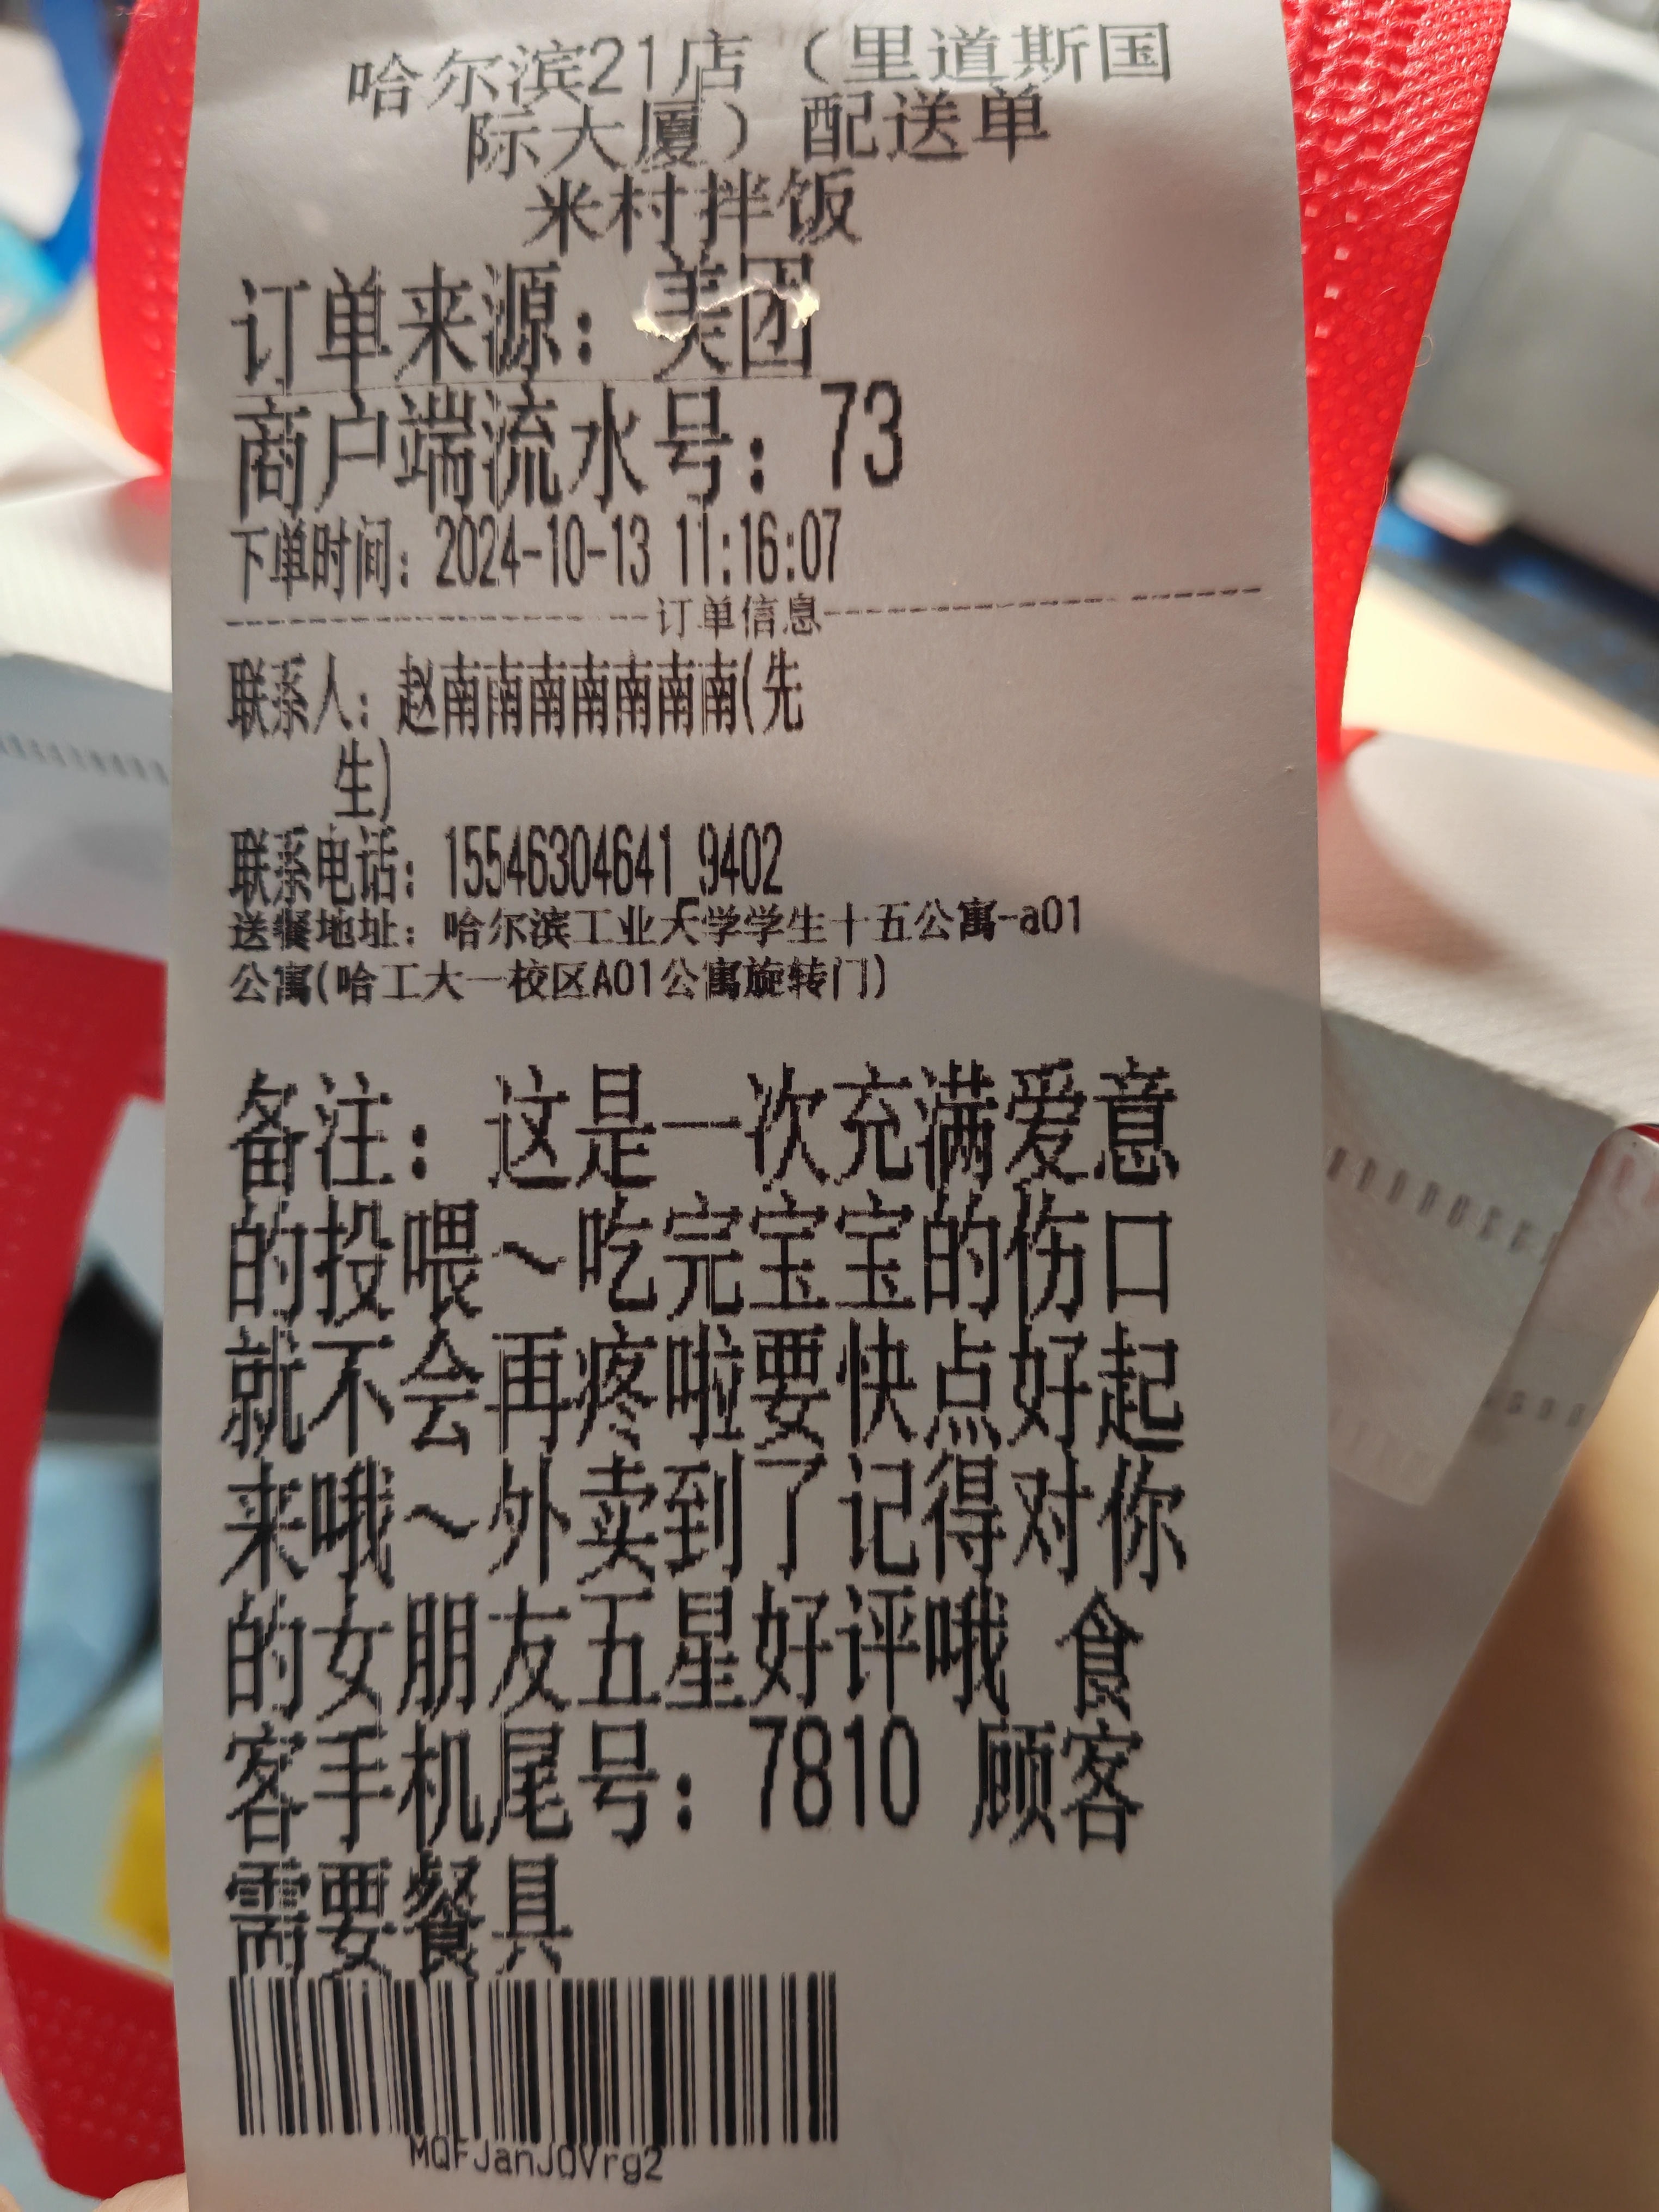 哈尔滨21店（里道斯国
际大厦）配送单
米村拌饭
订单来源：美团
商户端流水号：73
下单时间：2024-10-13 11:16:07
--------------------订单信息--------------------
联系人：赵南南南南南南南(先
生)
联系电话：15546304641_9402
送餐地址：哈尔滨工业大学学生十五公寓-a01
公寓(哈工大一校区A01公寓旋转门)
备注：这是一次充满爱意
的投喂～吃完宝宝的伤口
就不会再疼啦要快点好起
来哦～外卖到了记得对你
的女朋友五星好评哦 食
客手机尾号：7810 顾客
需要餐具
MQFJanJOVrg2